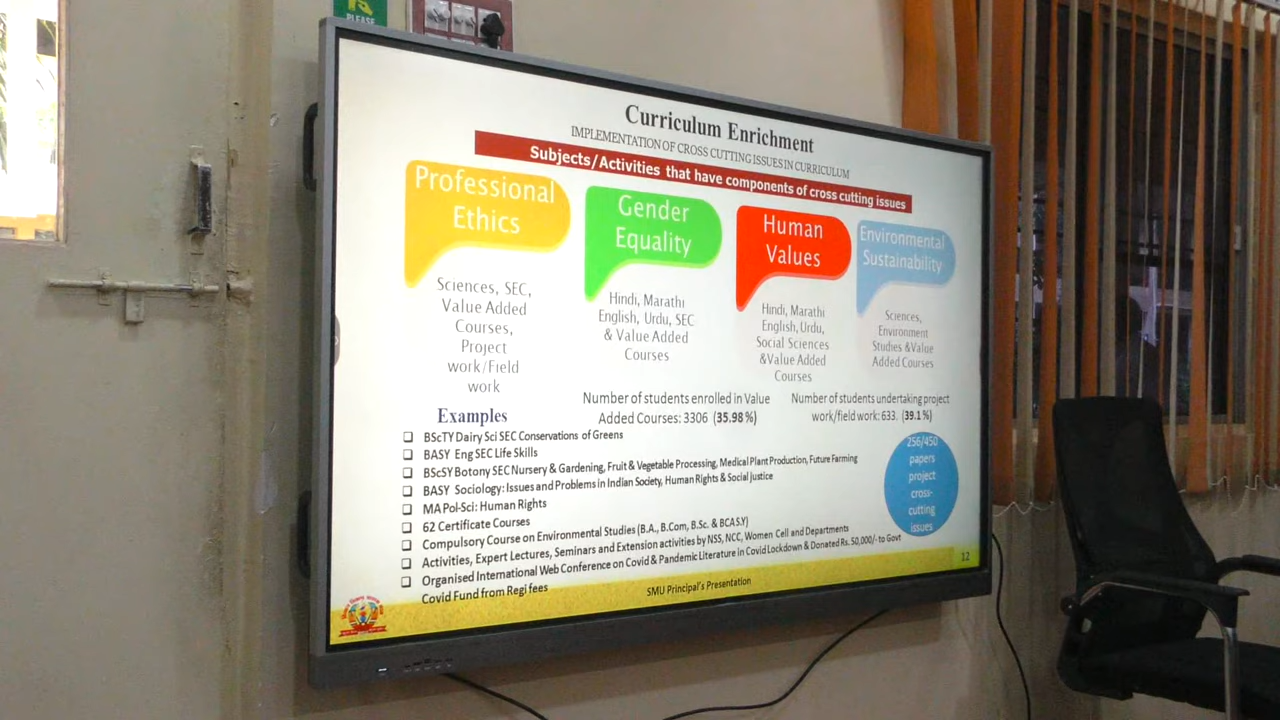 PLEASE
Curriculum Enrichment
IMPLEMENTATION OF CROSS CUTTING ISSUES IN CURRICULUM
Subjects/Activities that have components of cross cutting issues
Professional
Ethics
Gender
Equality
Human
Values
Environmental
Sustainability
Sciences, SEC,
Value Added
Courses,
Project
work/Field
work
Hindi, Marathi
English, Urdu, SEC
& Value Added
Courses
Hindi, Marathi
English, Urdu,
Social Sciences
&Value Added
Courses
Sciences,
Environment
Studies &Value
Added Courses
Number of students enrolled in Value
Added Courses: 3306 (35.98 %)
Number of students undertaking project
work/field work: 633. (39.1 %)
Examples
BScTY Dairy Sci SEC Conservations of Greens
BASY Eng SEC Life Skills
BScSY Botony SEC Nursery & Gardening, Fruit & Vegetable Processing, Medical Plant Production, Future Farming
BASY Sociology: Issues and Problems in Indian Society, Human Rights & Social Justice
MA Pol-Sci: Human Rights
62 Certificate Courses
Compulsory Course on Environmental Studies (B.A., B.Com, B.Sc. & BCA S.Y)
Activities, Expert Lectures, Seminars and Extension activities by NSS, NCC, Women Cell and Departments
Organised International Web Conference on Covid & Pandemic Literature in Covid Lockdown & Donated Rs. 50,000/- to Govt
Covid Fund from Regi fees
256/450
papers
project
cross-
cutting
issues
SMU Principal's Presentation
12